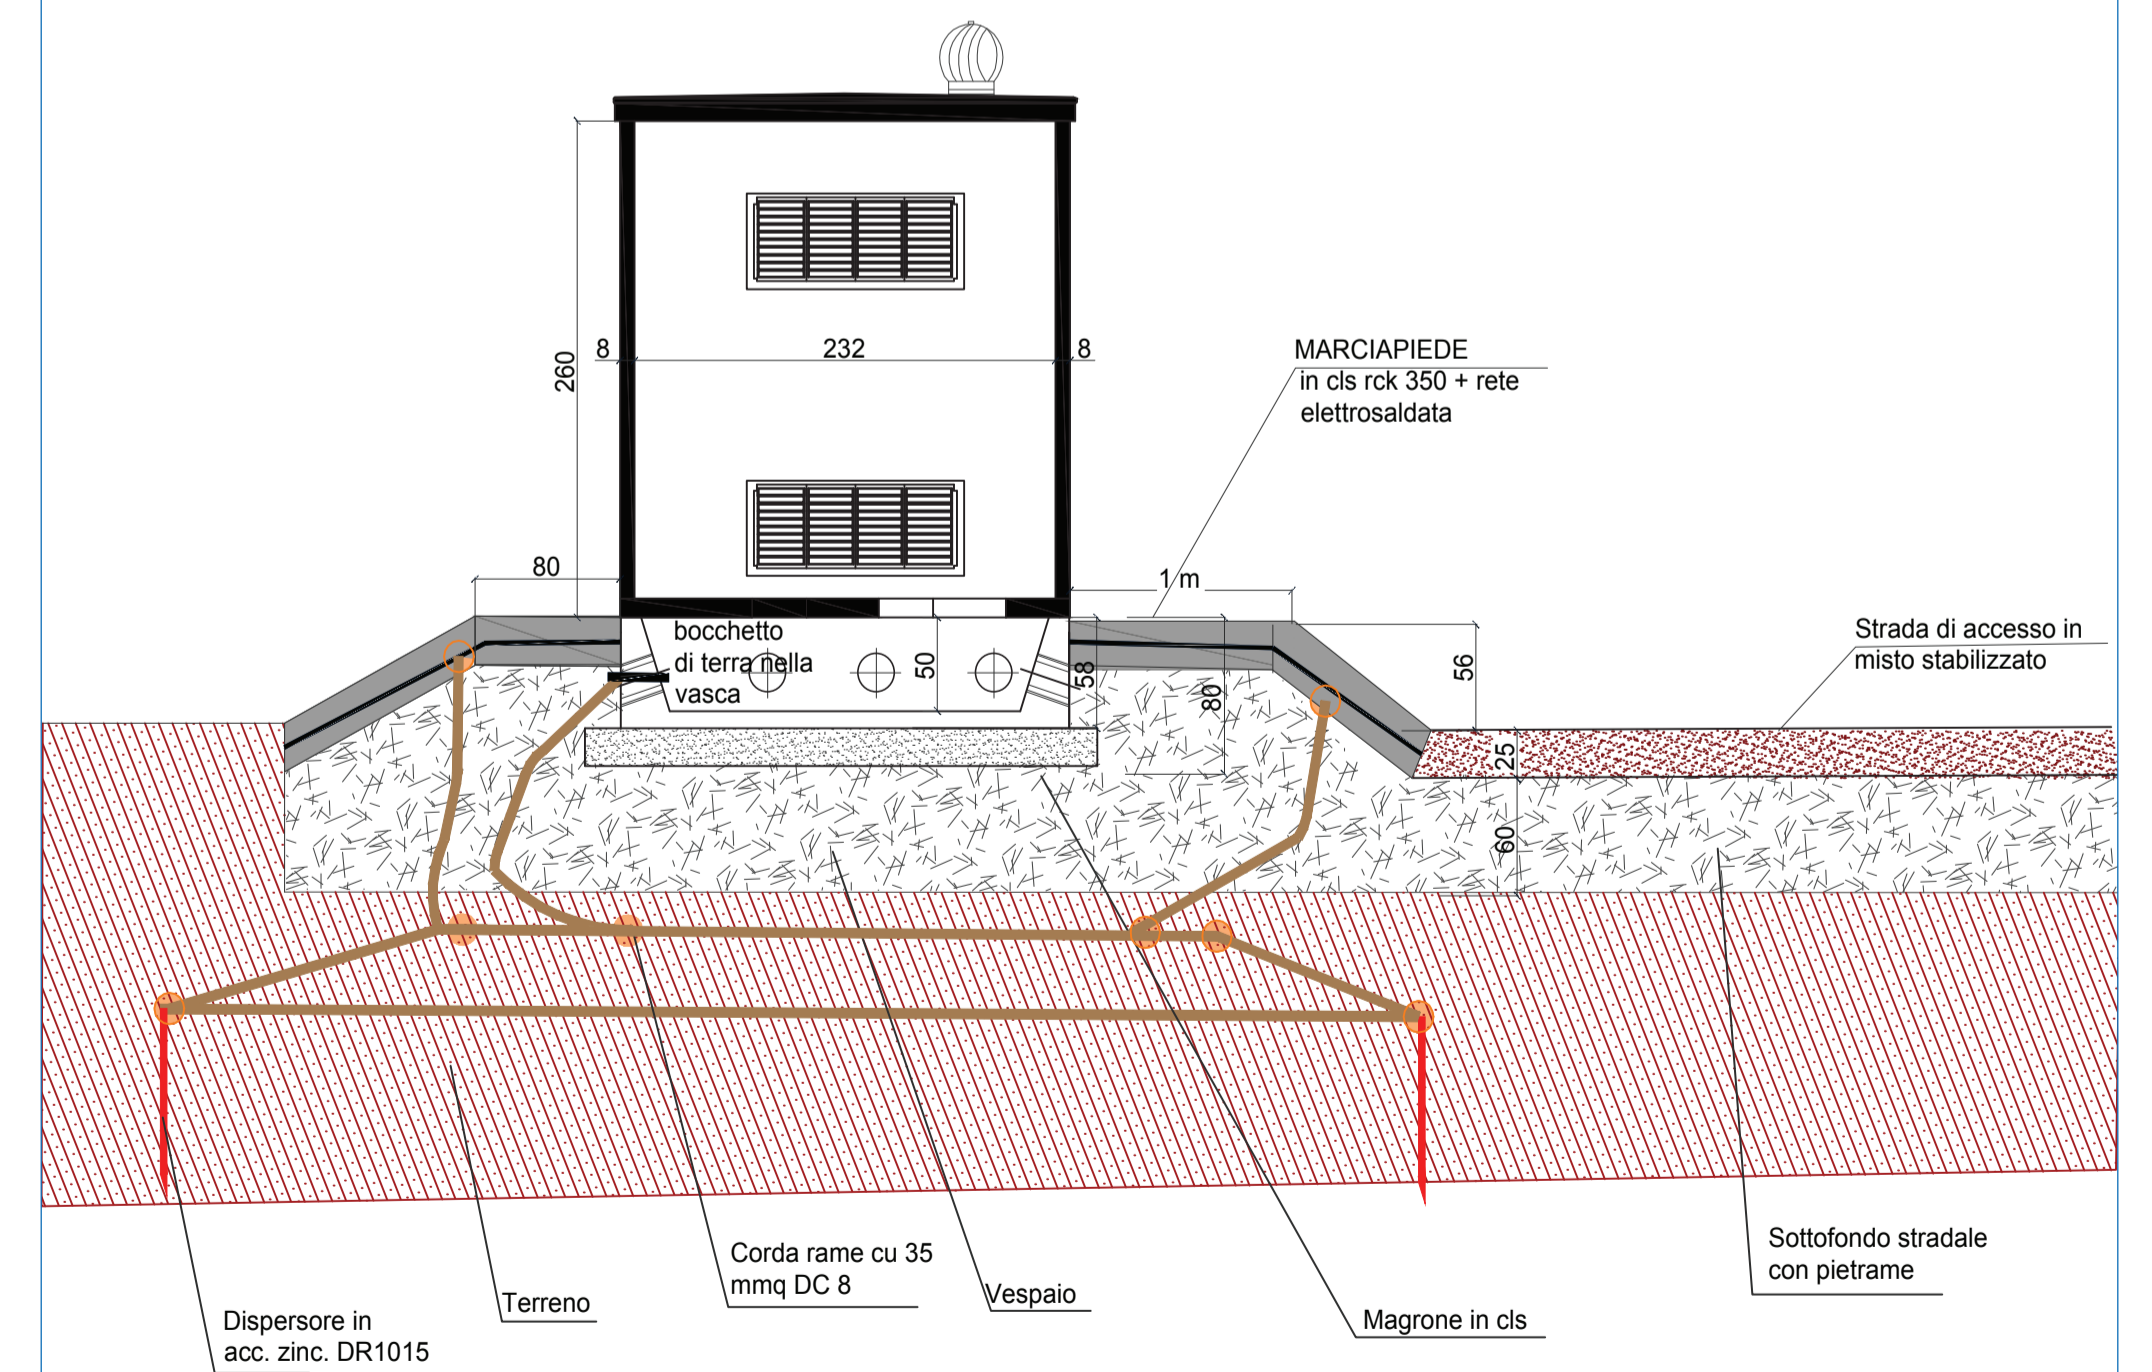 260
8
232
8
MARCIAPIEDE
in cls rck 350 + rete
elettrosaldata
80
1 m
bocchetto
di terra nella
vasca
50
58
80
56
Strada di accesso in
misto stabilizzato
25
60
Corda rame cu 35
mmq DC 8
Vespaio
Terreno
Dispersore in
acc. zinc. DR1015
Magrone in cls
Sottofondo stradale
con pietrame